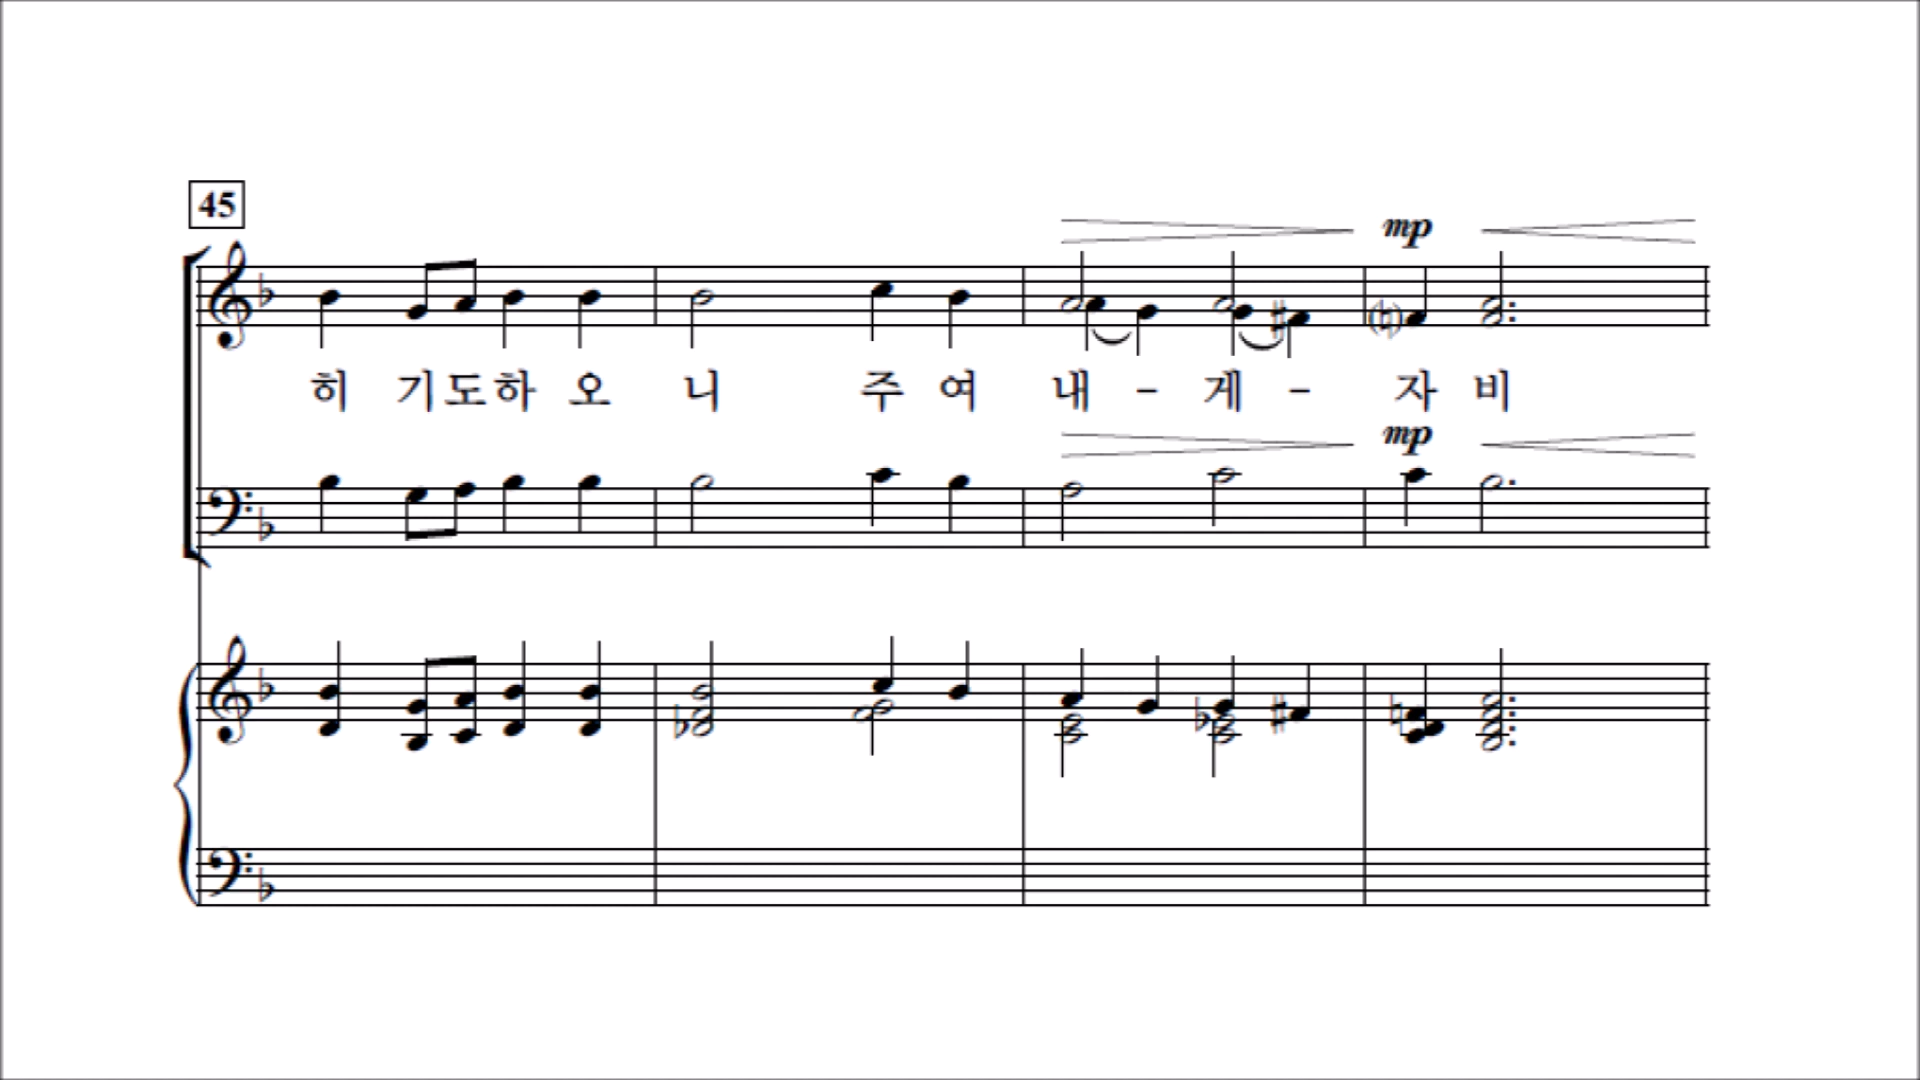 45
mp
히 기 도 하 오 니 주 여 내 - 게 - 자 비
mp